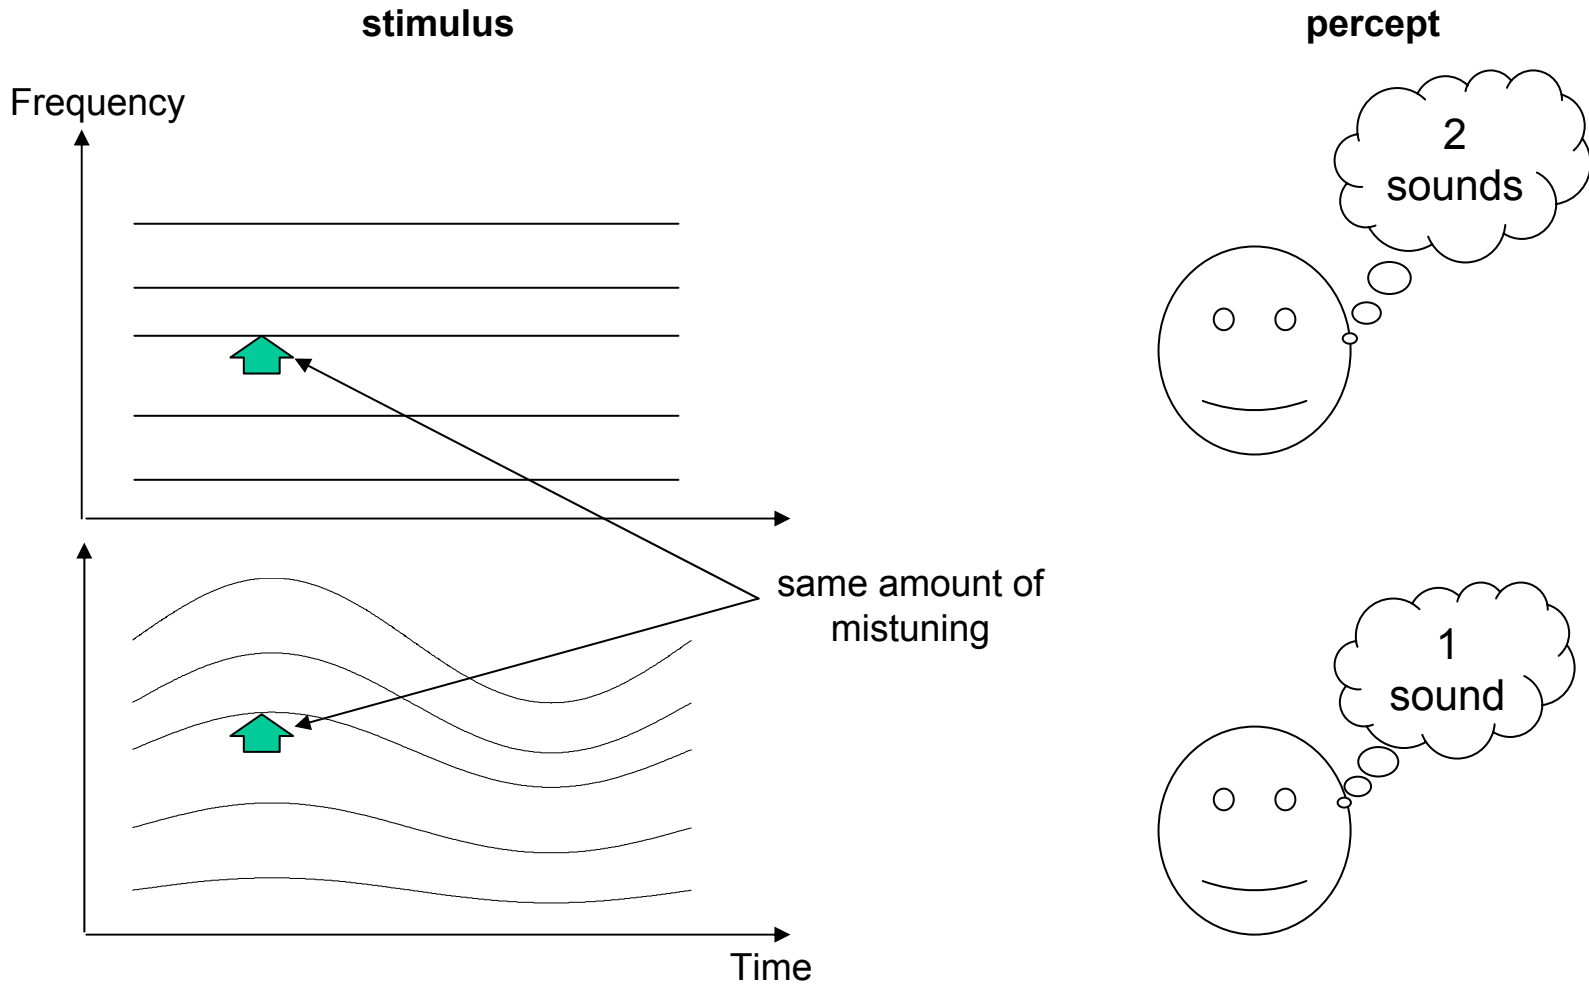 stimulus
percept
Frequency
2
sounds
same amount of
mistuning
1
sound
Time